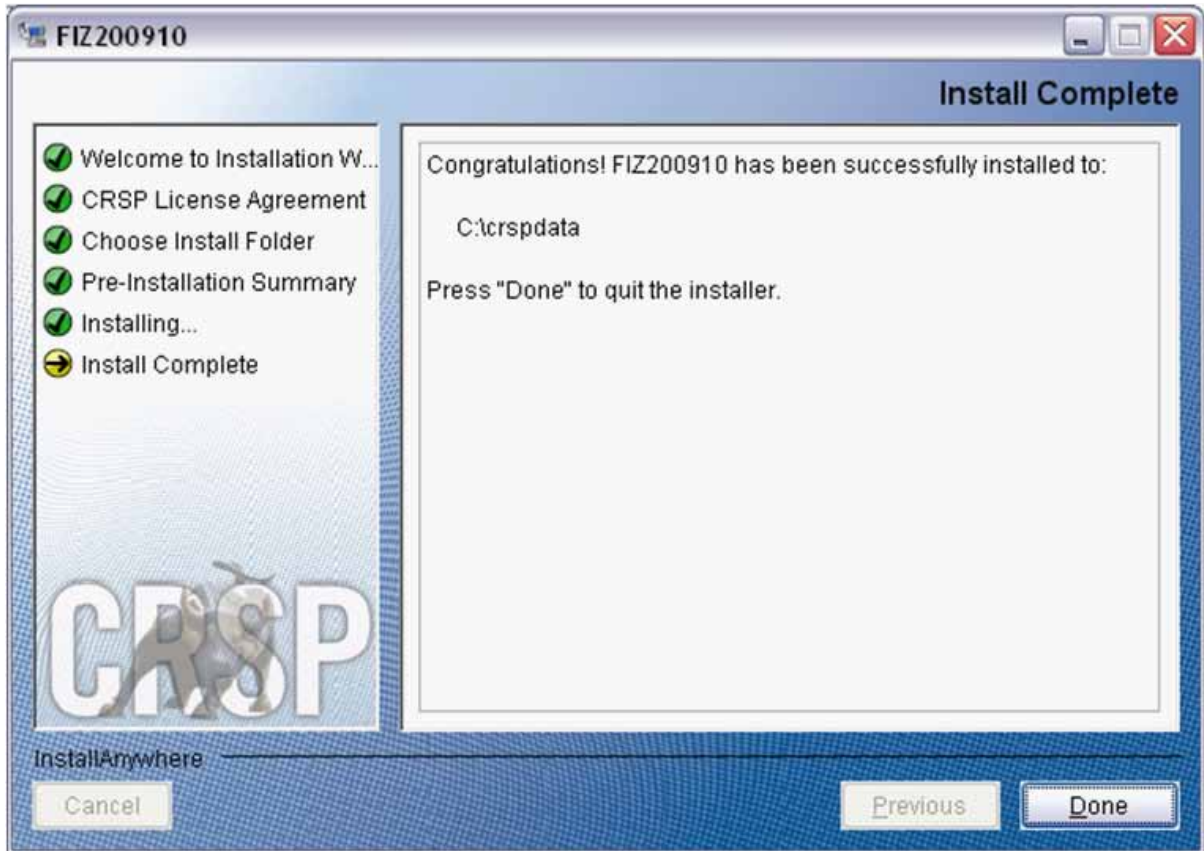 FIZ200910
Install Complete
Welcome to Installation W...
CRSP License Agreement
Choose Install Folder
Pre-Installation Summary
Installing...
Install Complete
CRSP
Congratulations! FIZ200910 has been successfully installed to:
C:\crspdata
Press "Done" to quit the installer.
InstallAnywhere
Cancel
Previous
Done